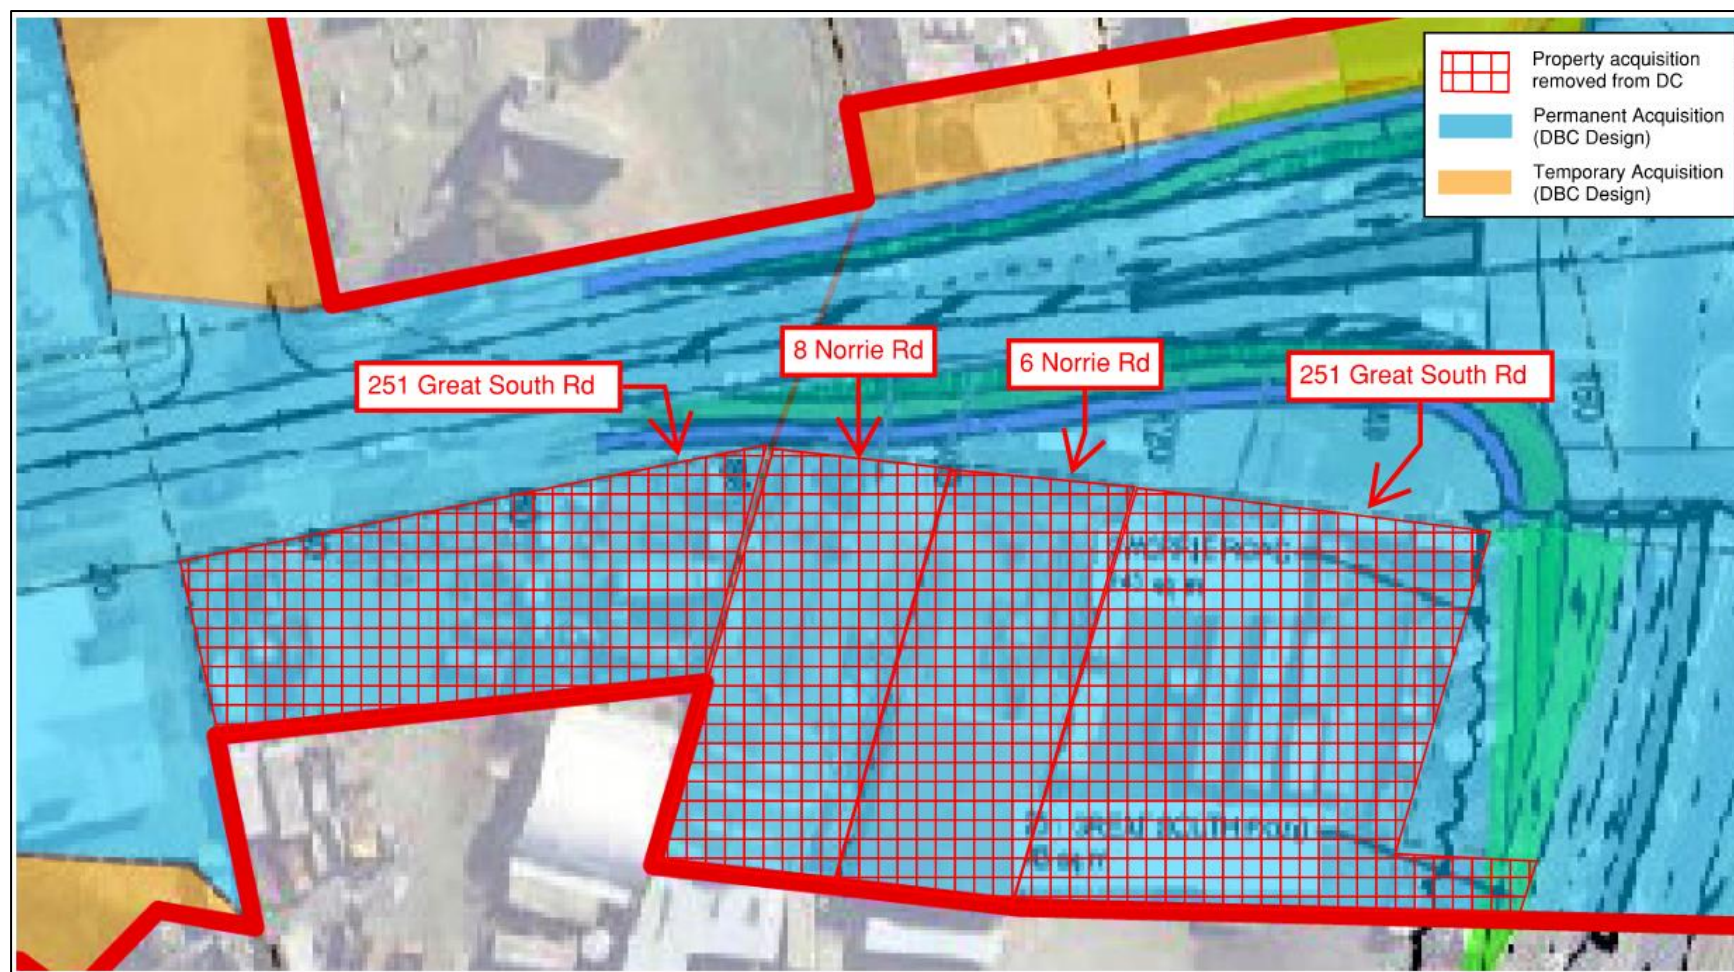 Property acquisition
removed from DC
Permanent Acquisition
(DBC Design)
Temporary Acquisition
(DBC Design)
8 Norrie Rd
6 Norrie Rd
251 Great South Rd
251 Great South Rd